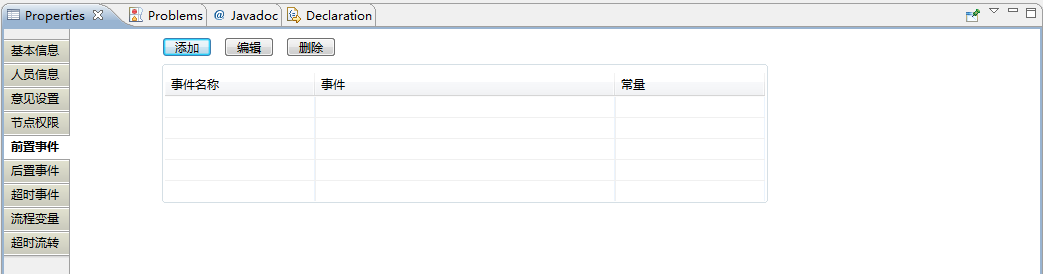 Properties Problems @ Javadoc Declaration
添加 编辑 删除
基本信息
人员信息
意见设置
节点权限
前置事件
后置事件
超时事件
流程变量
超时流转
事件名称 事件 常量